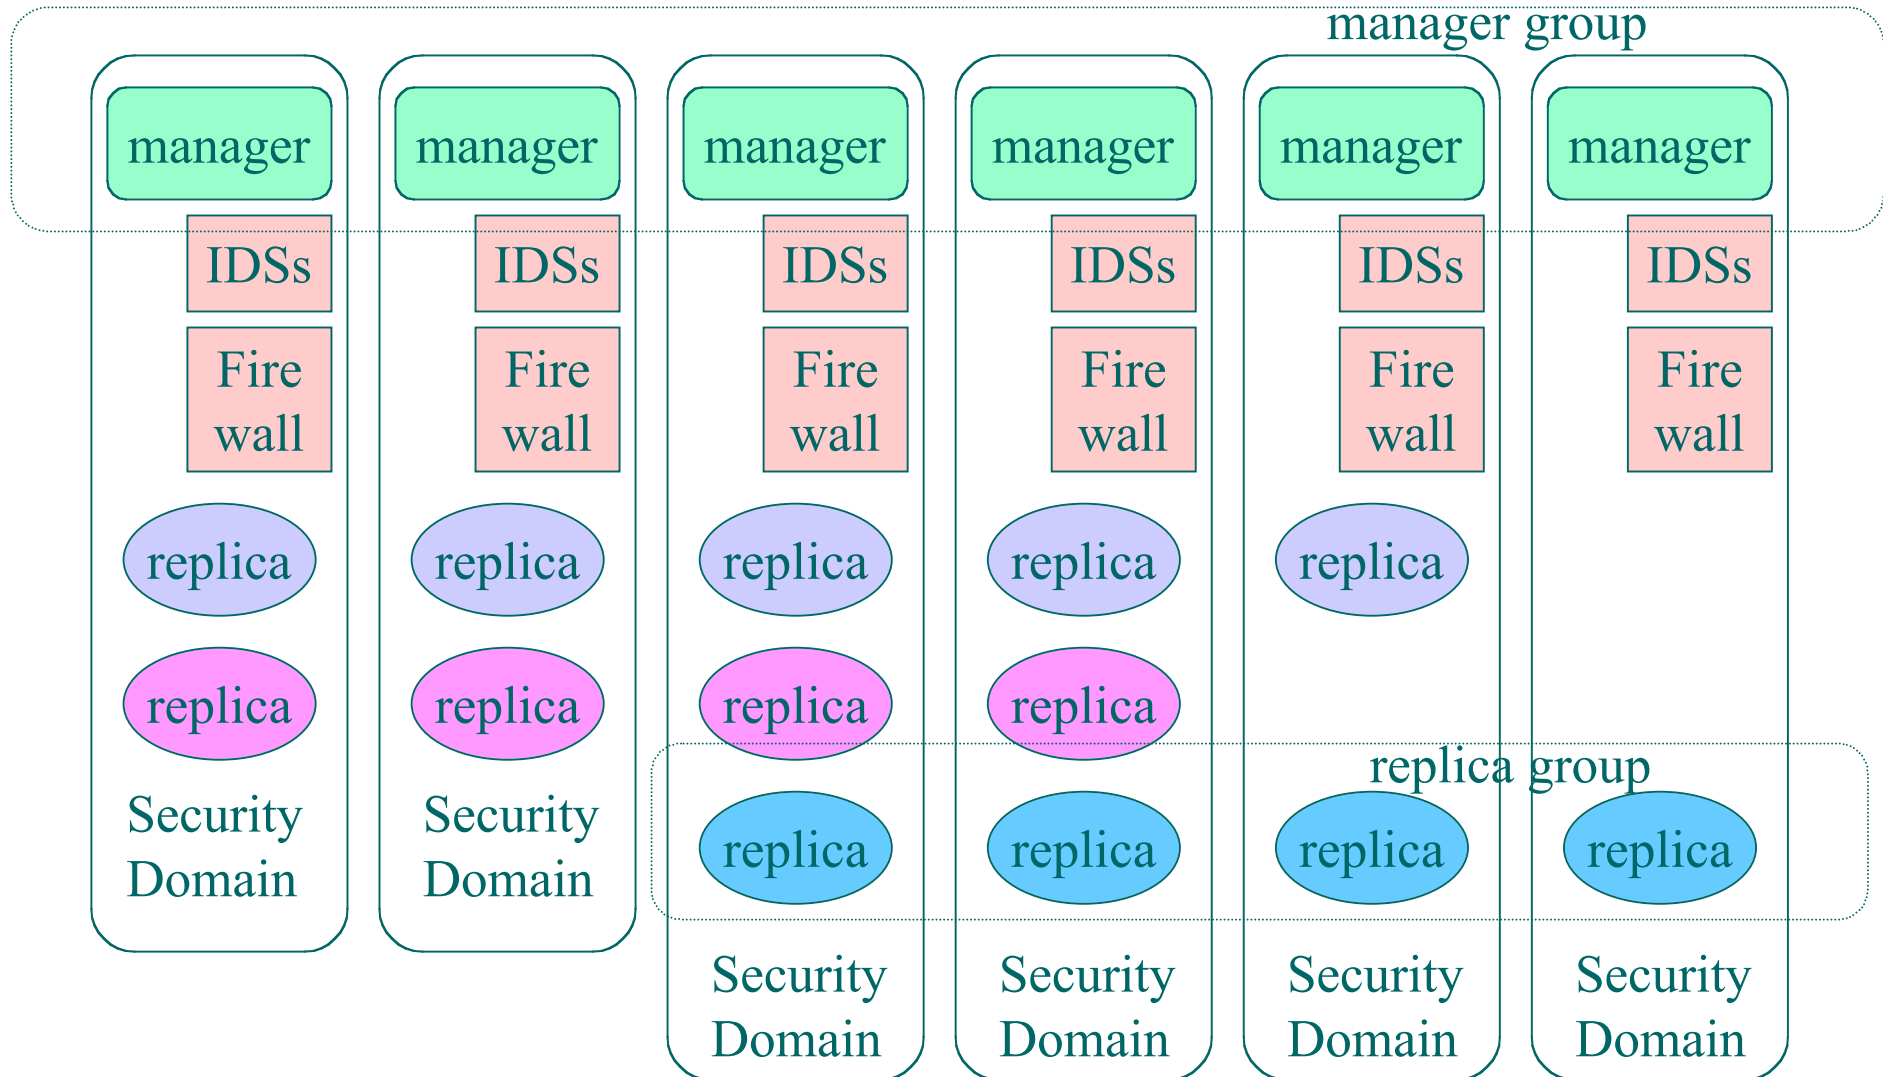 manager group
manager manager manager manager manager manager
IDSs IDSs IDSs IDSs IDSs IDSs
Fire Fire Fire Fire Fire Fire
wall wall wall wall wall wall
replica replica replica replica replica
replica replica replica replica
replica group
Security Security
Domain Domain
replica replica replica replica
Security Security Security Security
Domain Domain Domain Domain